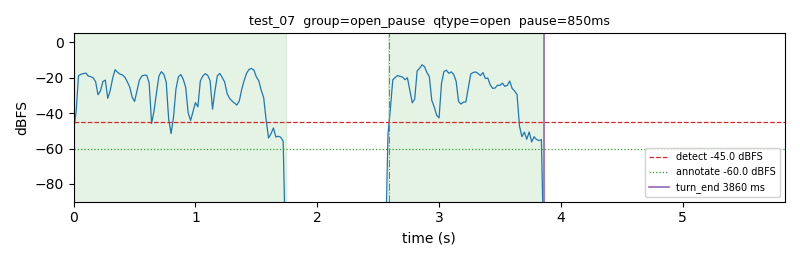 test_07  group=open_pause  qtype=open  pause=850ms
dBFS
0
−20
−40
−60
−80
detect -45.0 dBFS
annotate -60.0 dBFS
turn_end 3860 ms
0 1 2 3 4 5
time (s)